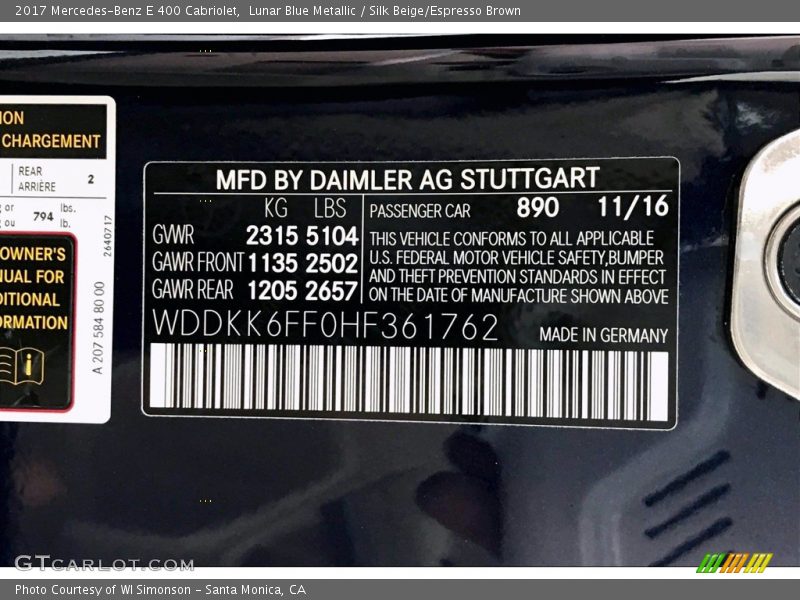 2017 Mercedes-Benz E 400 Cabriolet,  Lunar Blue Metallic / Silk Beige/Espresso Brown
ION
CHARGEMENT
REAR
ARRIÈRE
2
or
ou
794
lbs.
lb.
OWNER'S
NUAL FOR
DITIONAL
ORMATION
2640717
A 207 584 80 00
MFD BY DAIMLER AG STUTTGART
KG LBS
GWR 2315 5104
GAWR FRONT 1135 2502
GAWR REAR 1205 2657
PASSENGER CAR 890 11/16
THIS VEHICLE CONFORMS TO ALL APPLICABLE
U.S. FEDERAL MOTOR VEHICLE SAFETY,BUMPER
AND THEFT PREVENTION STANDARDS IN EFFECT
ON THE DATE OF MANUFACTURE SHOWN ABOVE
WDDKK6FF0HF361762
MADE IN GERMANY
GTCARLOT.COM
Photo Courtesy of WI Simonson - Santa Monica, CA